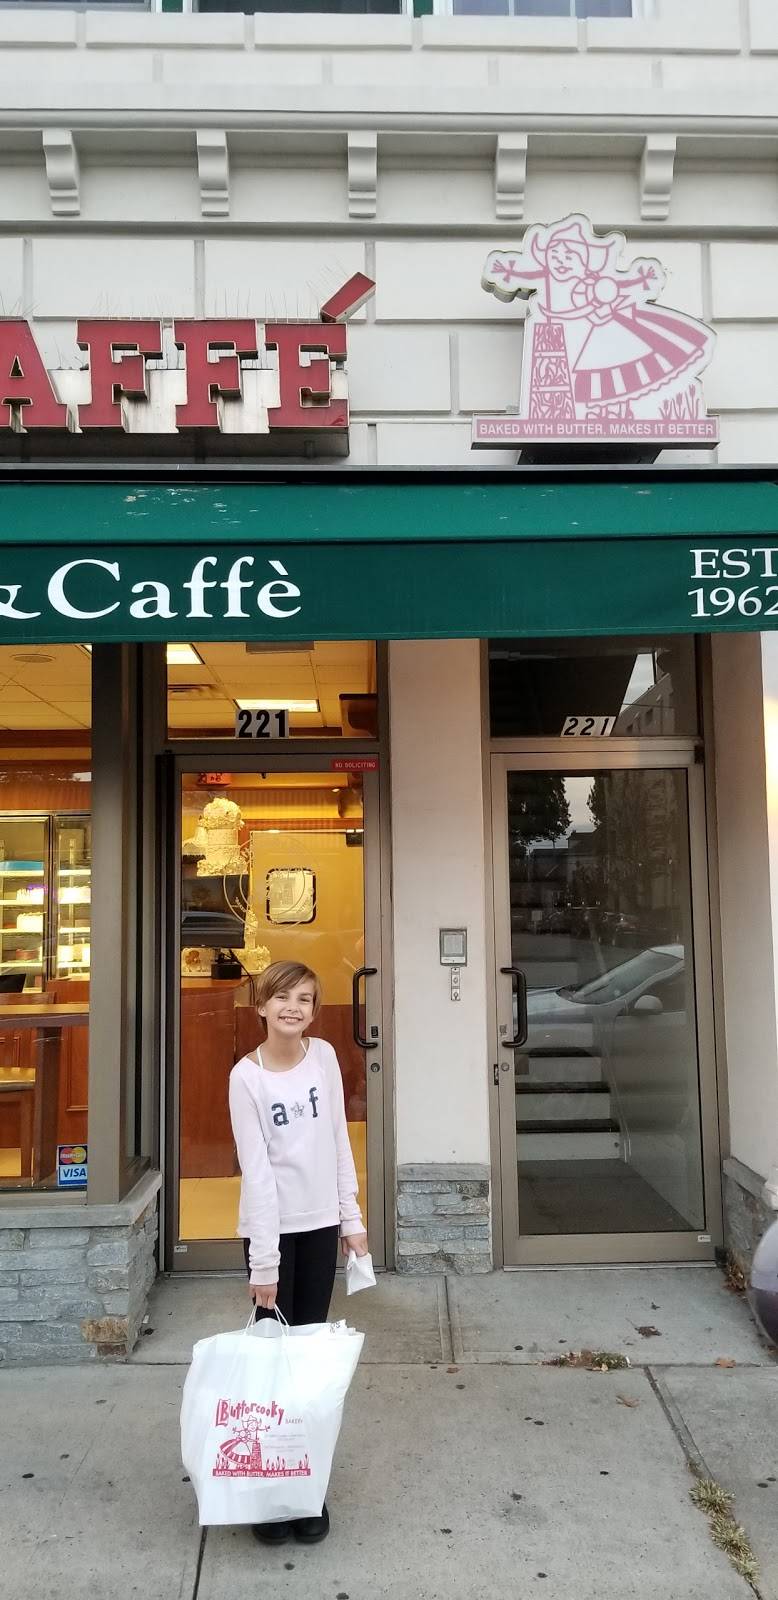 AFFÉ
BAKED WITH BUTTER, MAKES IT BETTER
&Caffè
EST
1962
221
221
NO SOLICITING
a f
MasterCard
VISA
Buttercooky
BAKERY
BAKED WITH BUTTER, MAKES IT BETTER